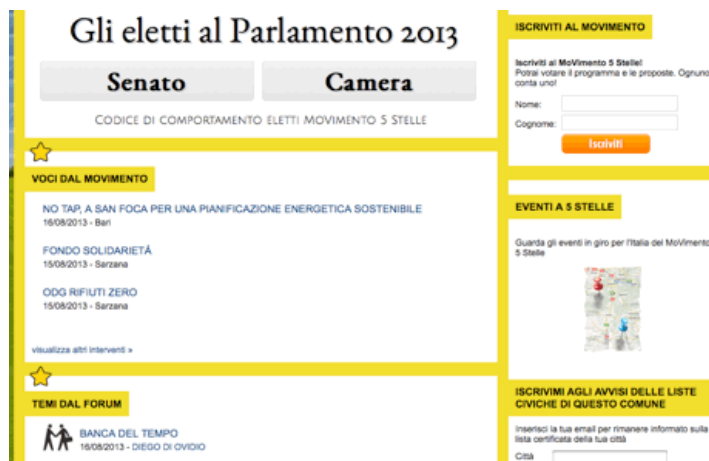 Gli eletti al Parlamento 2013
Senato
Camera
CODICE DI COMPORTAMENTO ELETTI MOVIMENTO 5 STELLE
VOCI DAL MOVIMENTO
NO TAP, A SAN FOCA PER UNA PIANIFICAZIONE ENERGETICA SOSTENIBILE
16/08/2013 - Bari
FONDO SOLIDARIETÁ
15/08/2013 - Sarzana
ODG RIFIUTI ZERO
15/08/2013 - Sarzana
visualizza altri interventi »
TEMI DAL FORUM
BANCA DEL TEMPO
16/08/2013 - DIEGO DI OVIDIO
ISCRIVITI AL MOVIMENTO
Iscriviti al MoVimento 5 Stelle!
Potrai votare il programma e le proposte. Ognuno
conta uno!
Nome:
Cognome:
Iscriviti
EVENTI A 5 STELLE
Guarda gli eventi in giro per l'Italia del MoVimento
5 Stelle
ISCRIVIMI AGLI AVVISI DELLE LISTE
CIVICHE DI QUESTO COMUNE
Inserisci la tua email per rimanere informato sulla
lista certificata della tua città
Città